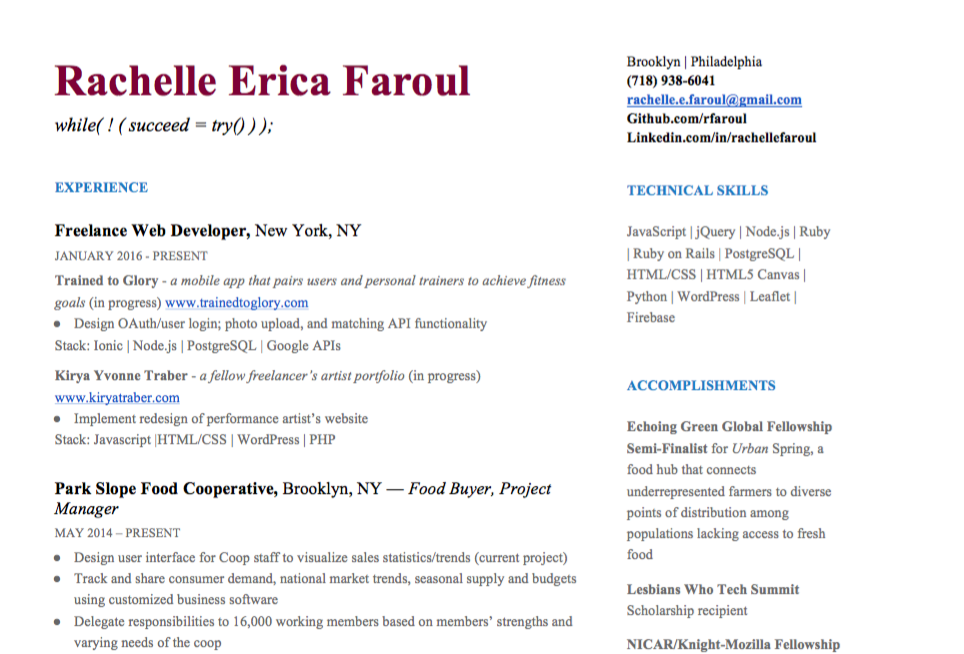 Rachelle Erica Faroul
while( ! ( succeed = try() ) );
Brooklyn | Philadelphia
(718) 938-6041
rachelle.e.faroul@gmail.com
Github.com/rfaroul
Linkedin.com/in/rachellefaroul
EXPERIENCE
Freelance Web Developer, New York, NY
JANUARY 2016 - PRESENT
Trained to Glory - a mobile app that pairs users and personal trainers to achieve fitness
goals (in progress) www.trainedtoglory.com
● Design OAuth/user login; photo upload, and matching API functionality
Stack: Ionic | Node.js | PostgreSQL | Google APIs
Kirya Yvonne Traber - a fellow freelancer's artist portfolio (in progress)
www.kiryatraber.com
● Implement redesign of performance artist's website
Stack: Javascript |HTML/CSS | WordPress | PHP
Park Slope Food Cooperative, Brooklyn, NY — Food Buyer, Project
Manager
MAY 2014 – PRESENT
● Design user interface for Coop staff to visualize sales statistics/trends (current project)
● Track and share consumer demand, national market trends, seasonal supply and budgets
using customized business software
● Delegate responsibilities to 16,000 working members based on members' strengths and
varying needs of the coop
TECHNICAL SKILLS
JavaScript | jQuery | Node.js | Ruby
| Ruby on Rails | PostgreSQL |
HTML/CSS | HTML5 Canvas |
Python | WordPress | Leaflet |
Firebase
ACCOMPLISHMENTS
Echoing Green Global Fellowship
Semi-Finalist for Urban Spring, a
food hub that connects
underrepresented farmers to diverse
points of distribution among
populations lacking access to fresh
food
Lesbians Who Tech Summit
Scholarship recipient
NICAR/Knight-Mozilla Fellowship